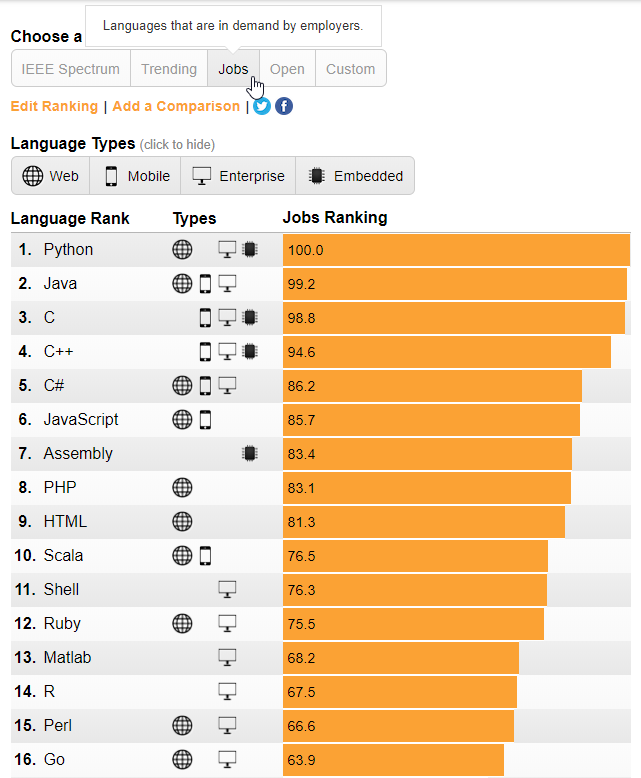 Languages that are in demand by employers.
Choose a
IEEE Spectrum Trending Jobs Open Custom
Edit Ranking | Add a Comparison |
Language Types (click to hide)
Web Mobile Enterprise Embedded
Language Rank Types Jobs Ranking
1. Python 100.0
2. Java 99.2
3. C 98.8
4. C++ 94.6
5. C# 86.2
6. JavaScript 85.7
7. Assembly 83.4
8. PHP 83.1
9. HTML 81.3
10. Scala 76.5
11. Shell 76.3
12. Ruby 75.5
13. Matlab 68.2
14. R 67.5
15. Perl 66.6
16. Go 63.9